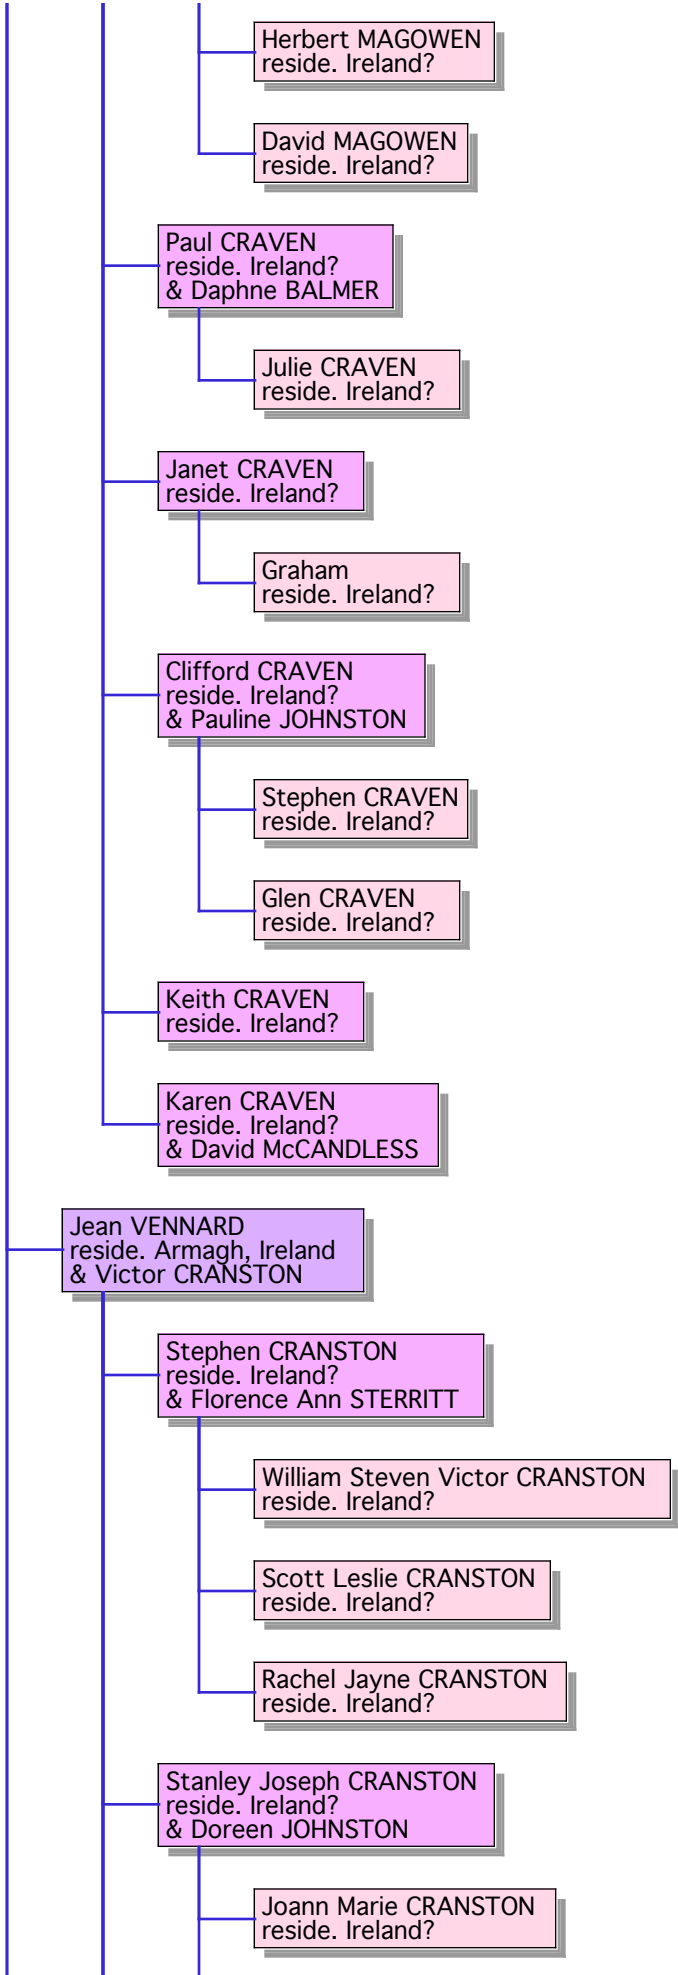 Herbert MAGOWEN
reside. Ireland?
David MAGOWEN
reside. Ireland?
Paul CRAVEN
reside. Ireland?
& Daphne BALMER
Julie CRAVEN
reside. Ireland?
Janet CRAVEN
reside. Ireland?
Graham
reside. Ireland?
Clifford CRAVEN
reside. Ireland?
& Pauline JOHNSTON
Stephen CRAVEN
reside. Ireland?
Glen CRAVEN
reside. Ireland?
Keith CRAVEN
reside. Ireland?
Karen CRAVEN
reside. Ireland?
& David McCANDLESS
Jean VENNARD
reside. Armagh, Ireland
& Victor CRANSTON
Stephen CRANSTON
reside. Ireland?
& Florence Ann STERRITT
William Steven Victor CRANSTON
reside. Ireland?
Scott Leslie CRANSTON
reside. Ireland?
Rachel Jayne CRANSTON
reside. Ireland?
Stanley Joseph CRANSTON
reside. Ireland?
& Doreen JOHNSTON
Joann Marie CRANSTON
reside. Ireland?